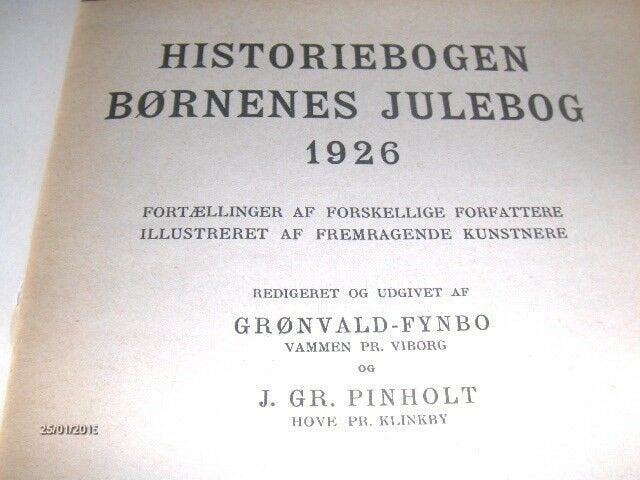 HISTORIEBOGEN
BØRNENES JULEBOG
1926
FORTÆLLINGER AF FORSKELLIGE FORFATTERE
ILLUSTRERET AF FREMRAGENDE KUNSTNERE
REDIGERET OG UDGIVET AF
GRØNVALD-FYNBO
VAMMEN PR. VIBORG
OG
J. GR. PINHOLT
HOVE PR. KLINKBY
25/01/2015